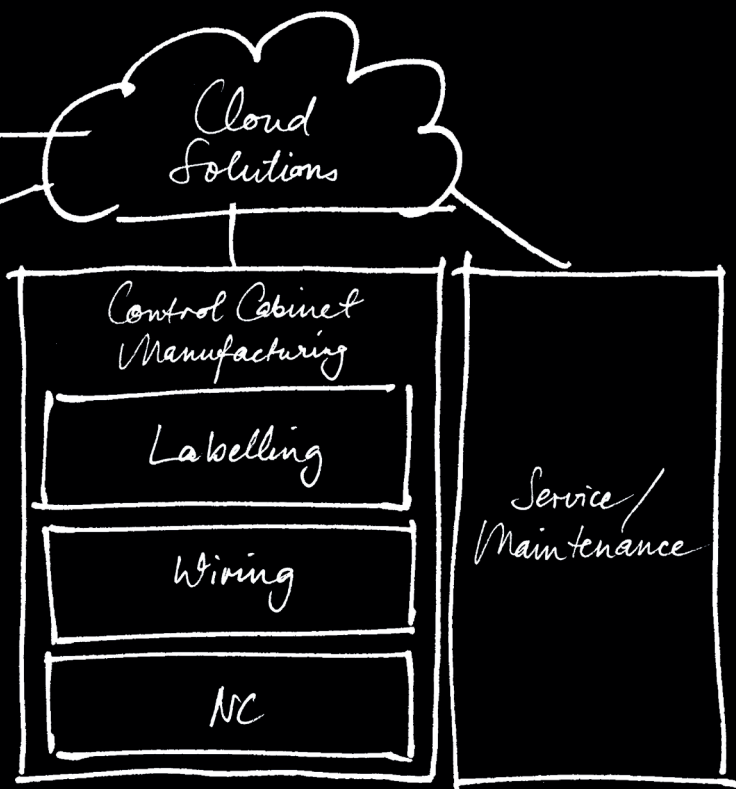 Cloud
Solutions
Control Cabinet
Manufacturing
Labelling
Wiring
NC
Service/
Maintenance